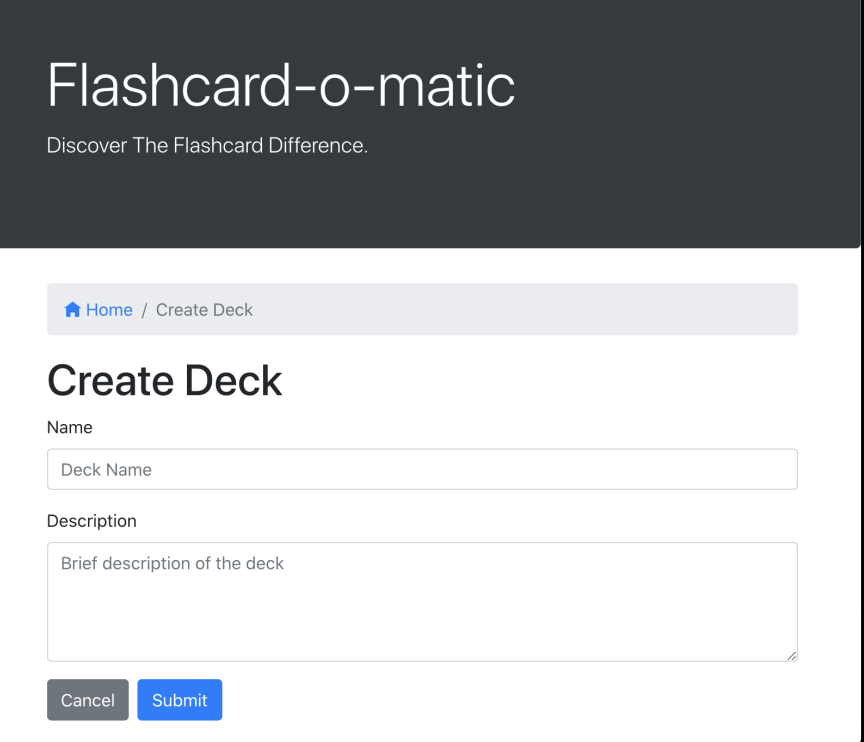 Flashcard-o-matic
Discover The Flashcard Difference.
Home / Create Deck
Create Deck
Name
Deck Name
Description
Brief description of the deck
Cancel Submit